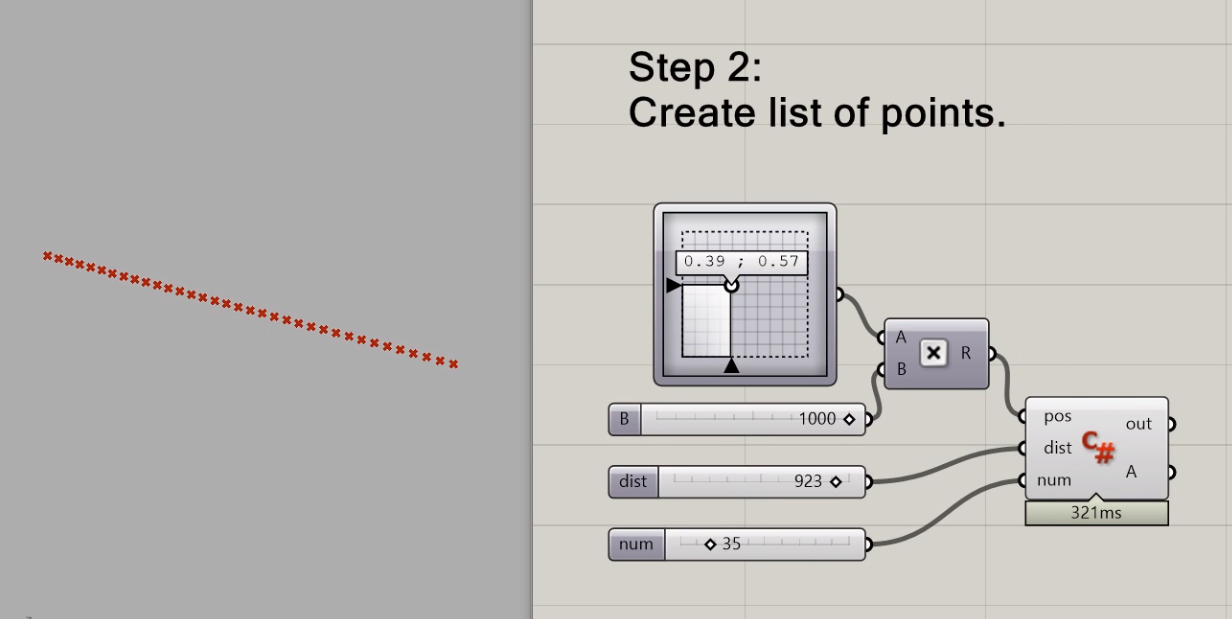 Step 2:
Create list of points.
0.39 ; 0.57
A
B
R
B
1000
pos
dist
num
C#
out
A
dist
923
num
35
321ms